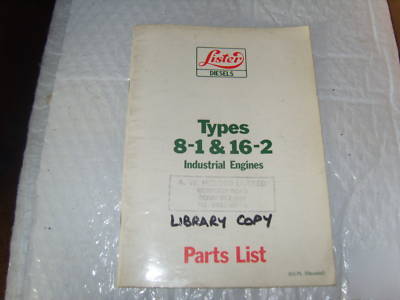 Lister
DIESELS
Types
8-1 & 16-2
Industrial Engines
LIBRARY COPY
Parts List